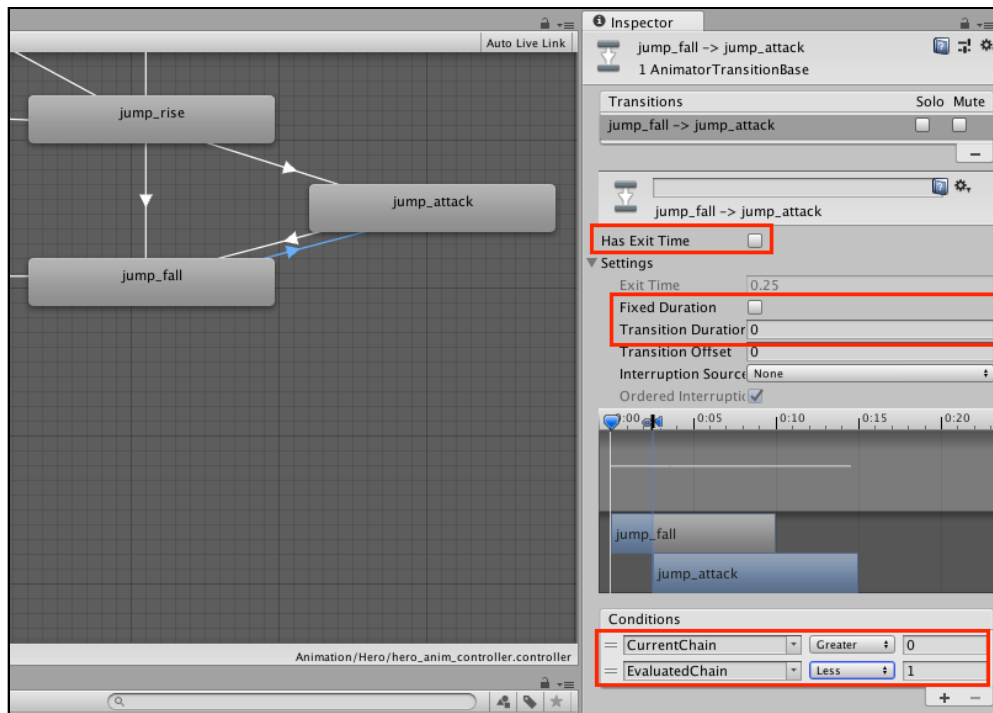 Auto Live Link
jump_rise
jump_attack
jump_fall
Animation/Hero/hero_anim_controller.controller
Inspector
jump_fall -> jump_attack
1 AnimatorTransitionBase
Transitions Solo Mute
jump_fall -> jump_attack
jump_fall -> jump_attack
Has Exit Time
Settings
Exit Time 0.25
Fixed Duration
Transition Duration 0
Transition Offset 0
Interruption Source None
Ordered Interruptic
0:00 0:05 0:10 0:15 0:20
jump_fall
jump_attack
Conditions
CurrentChain Greater 0
EvaluatedChain Less 1